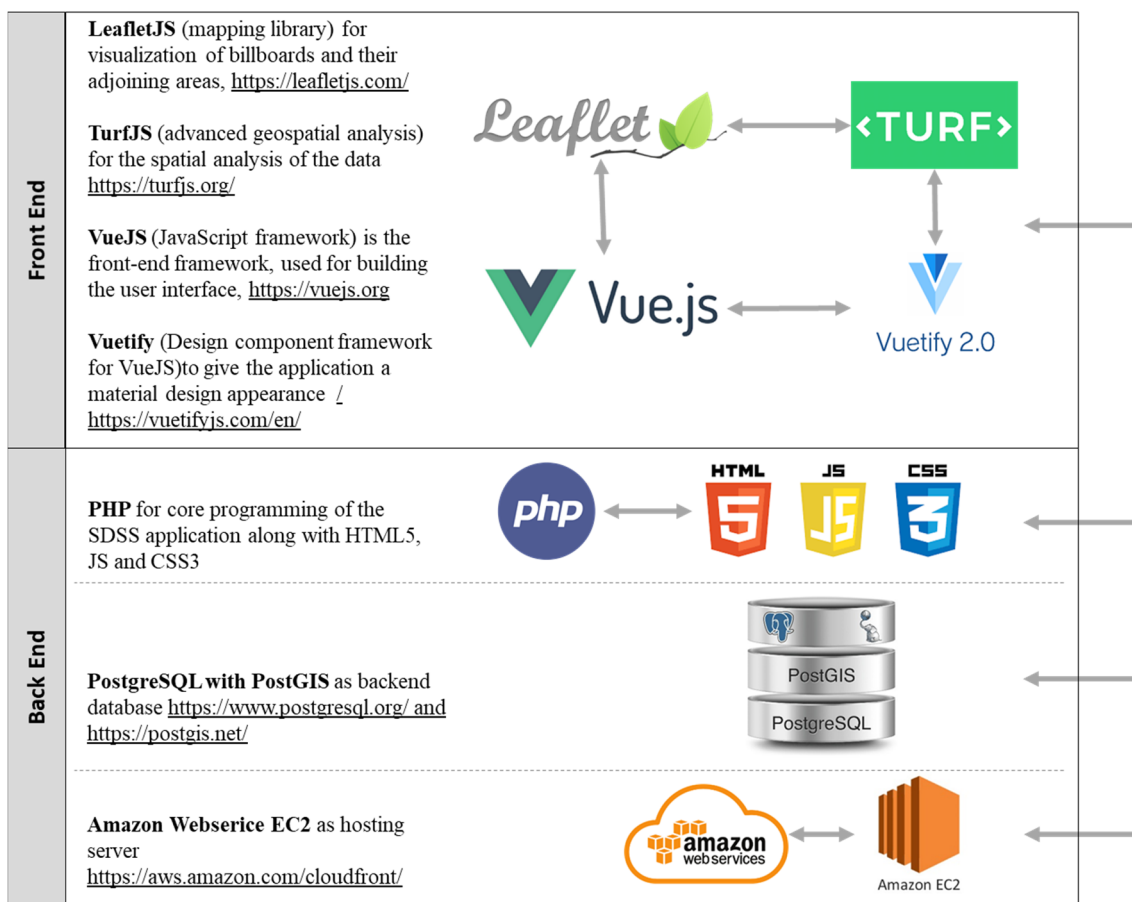 Front End
LeafletJS (mapping library) for
visualization of billboards and their
adjoining areas, https://leafletjs.com/
TurfJS (advanced geospatial analysis)
for the spatial analysis of the data
https://turfjs.org/
VueJS (JavaScript framework) is the
front-end framework, used for building
the user interface, https://vuejs.org
Vuetify (Design component framework
for VueJS)to give the application a
material design appearance /
https://vuetifyjs.com/en/
Leaflet
<TURF>
Vue.js
Vuetify 2.0
Back End
PHP for core programming of the
SDSS application along with HTML5,
JS and CSS3
php
HTML
5
JS
JS
CSS
3
PostgreSQL with PostGIS as backend
database https://www.postgresql.org/ and
https://postgis.net/
PostGIS
PostgreSQL
Amazon Webserice EC2 as hosting
server
https://aws.amazon.com/cloudfront/
amazon
web services
Amazon EC2